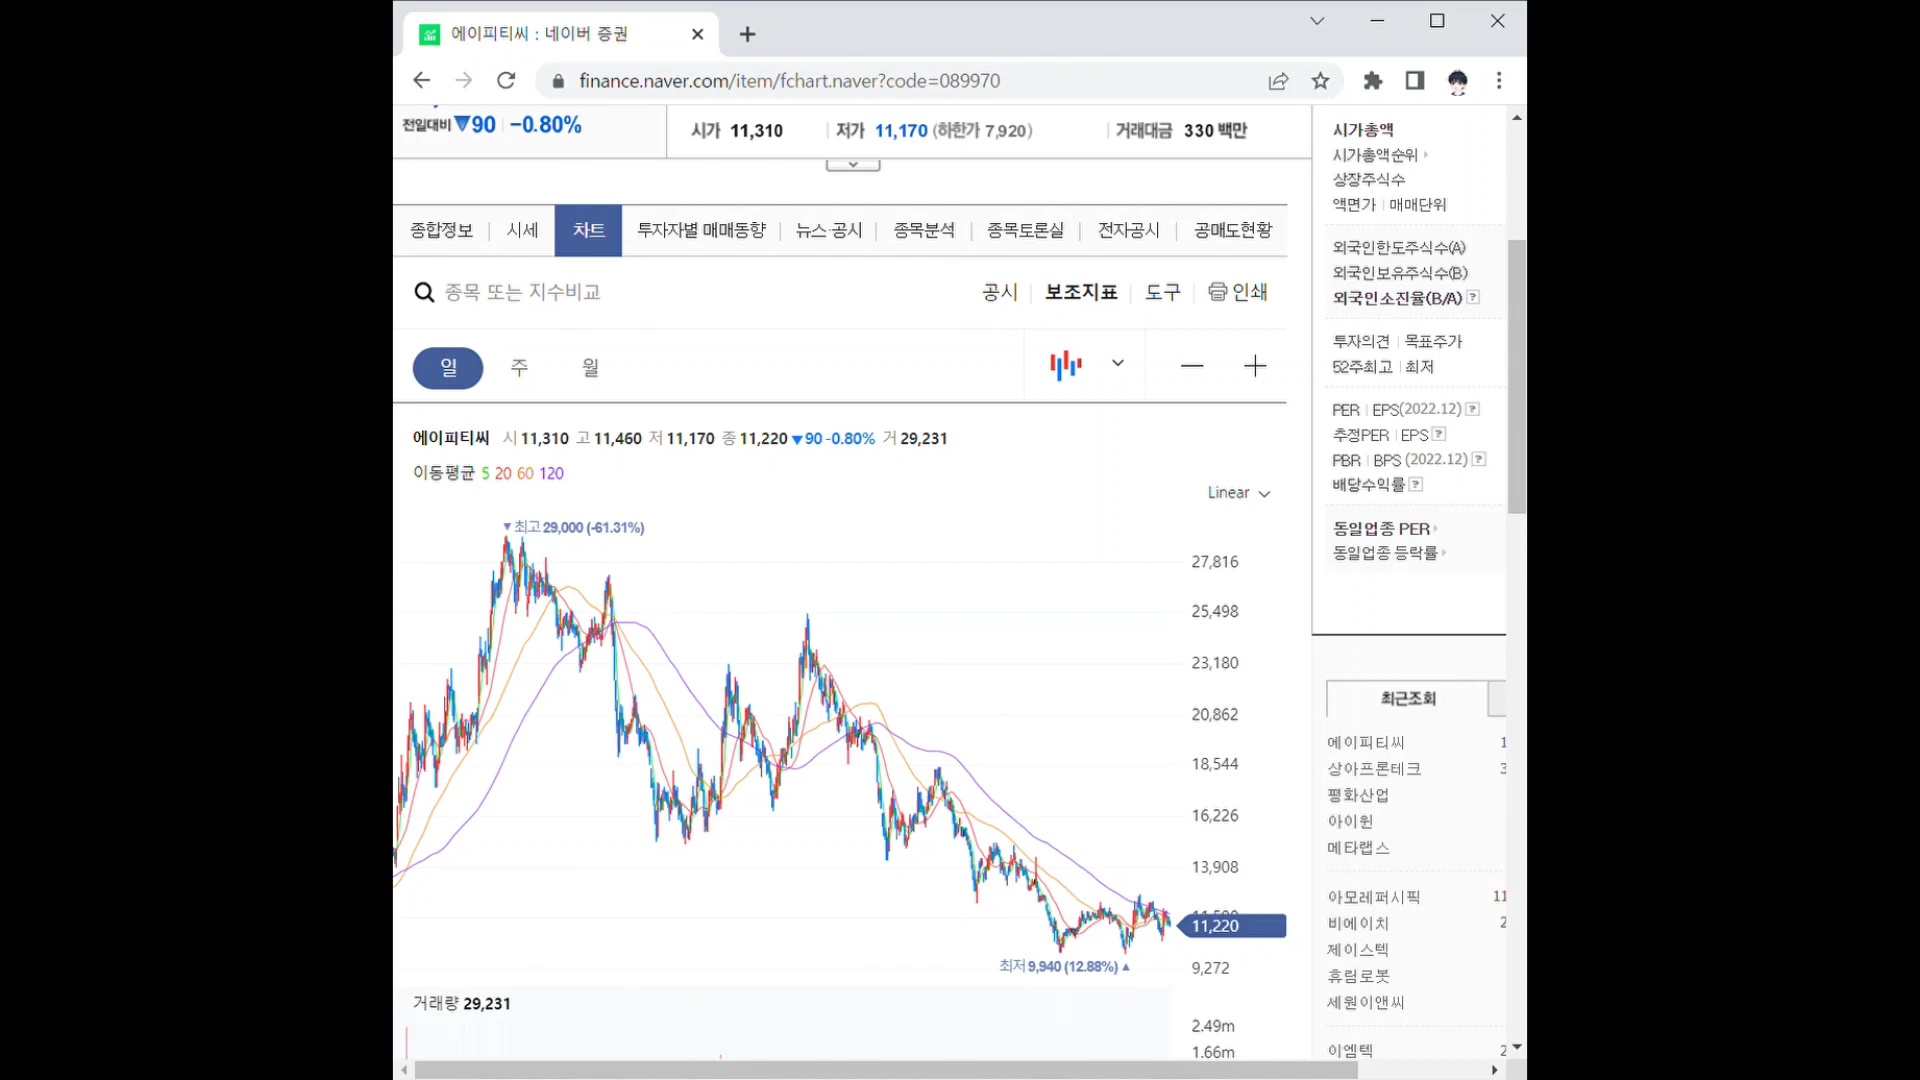 에이피티씨 : 네이버 증권
finance.naver.com/item/fchart.naver?code=089970
전일대비 ▼90 −0.80%
시가 11,310 저가 11,170 (하한가 7,920) 거래대금 330 백만
종합정보 시세 차트 투자자별 매매동향 뉴스·공시 종목분석 종목토론실 전자공시 공매도현황
종목 또는 지수비교
공시 보조지표 도구 인쇄
일 주 월
에이피티씨 시 11,310 고 11,460 저 11,170 종 11,220 ▼90 -0.80% 거 29,231
이동평균 5 20 60 120
Linear
▼최고 29,000 (-61.31%)
27,816
25,498
23,180
20,862
18,544
16,226
13,908
11,220
최저 9,940 (12.88%) ▲
9,272
거래량 29,231
2.49m
1.66m
시가총액
시가총액순위
상장주식수
액면가 매매단위
외국인한도주식수(A)
외국인보유주식수(B)
외국인소진율(B/A) ?
투자의견 목표주가
52주최고 최저
PER EPS(2022.12) ?
추정PER EPS ?
PBR BPS (2022.12) ?
배당수익률 ?
동일업종 PER
동일업종 등락률
최근조회
에이피티씨 1
상아프론테크 3
평화산업
아이윈
메타랩스
아모레퍼시픽 11
비에이치 2
제이스텍
휴림로봇
세원이앤씨
이엠텍 2